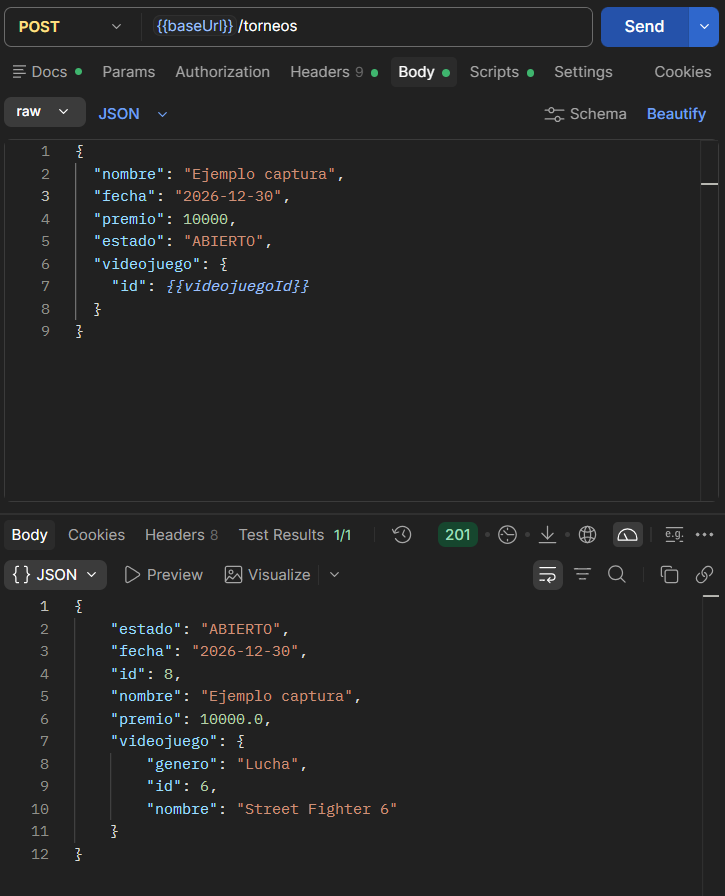 POST {{baseUrl}} /torneos Send
Docs Params Authorization Headers 9 Body Scripts Settings Cookies
raw JSON Schema Beautify
1 {
2 "nombre": "Ejemplo captura",
3 "fecha": "2026-12-30",
4 "premio": 10000,
5 "estado": "ABIERTO",
6 "videojuego": {
7 "id": {{videojuegoId}}
8 }
9 }
Body Cookies Headers 8 Test Results 1/1 201 e.g.
{} JSON Preview Visualize
1 {
2 "estado": "ABIERTO",
3 "fecha": "2026-12-30",
4 "id": 8,
5 "nombre": "Ejemplo captura",
6 "premio": 10000.0,
7 "videojuego": {
8 "genero": "Lucha",
9 "id": 6,
10 "nombre": "Street Fighter 6"
11 }
12 }